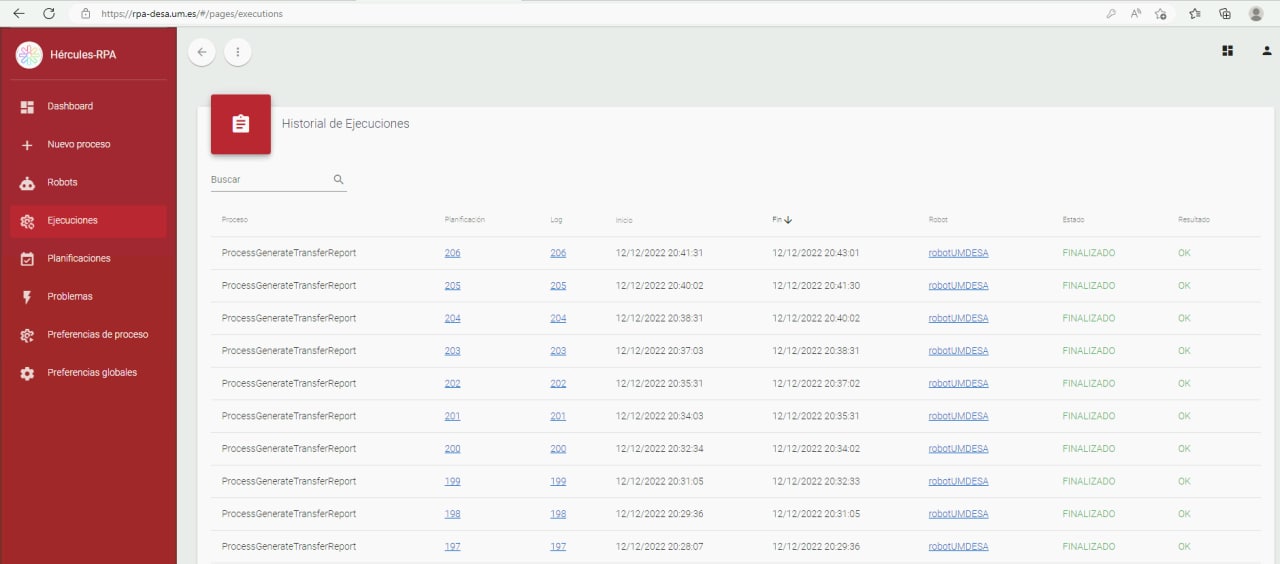 https://rpa-desa.um.es/#/pages/executions
Hércules-RPA
Dashboard
Nuevo proceso
Robots
Ejecuciones
Planificaciones
Problemas
Preferencias de proceso
Preferencias globales
Historial de Ejecuciones
Buscar
Proceso Planificación Log Inicio Fin Robot Estado Resultado
ProcessGenerateTransferReport 206 206 12/12/2022 20:41:31 12/12/2022 20:43:01 robotUMDESA FINALIZADO OK
ProcessGenerateTransferReport 205 205 12/12/2022 20:40:02 12/12/2022 20:41:30 robotUMDESA FINALIZADO OK
ProcessGenerateTransferReport 204 204 12/12/2022 20:38:31 12/12/2022 20:40:02 robotUMDESA FINALIZADO OK
ProcessGenerateTransferReport 203 203 12/12/2022 20:37:03 12/12/2022 20:38:31 robotUMDESA FINALIZADO OK
ProcessGenerateTransferReport 202 202 12/12/2022 20:35:31 12/12/2022 20:37:02 robotUMDESA FINALIZADO OK
ProcessGenerateTransferReport 201 201 12/12/2022 20:34:03 12/12/2022 20:35:31 robotUMDESA FINALIZADO OK
ProcessGenerateTransferReport 200 200 12/12/2022 20:32:34 12/12/2022 20:34:02 robotUMDESA FINALIZADO OK
ProcessGenerateTransferReport 199 199 12/12/2022 20:31:05 12/12/2022 20:32:33 robotUMDESA FINALIZADO OK
ProcessGenerateTransferReport 198 198 12/12/2022 20:29:36 12/12/2022 20:31:05 robotUMDESA FINALIZADO OK
ProcessGenerateTransferReport 197 197 12/12/2022 20:28:07 12/12/2022 20:29:36 robotUMDESA FINALIZADO OK